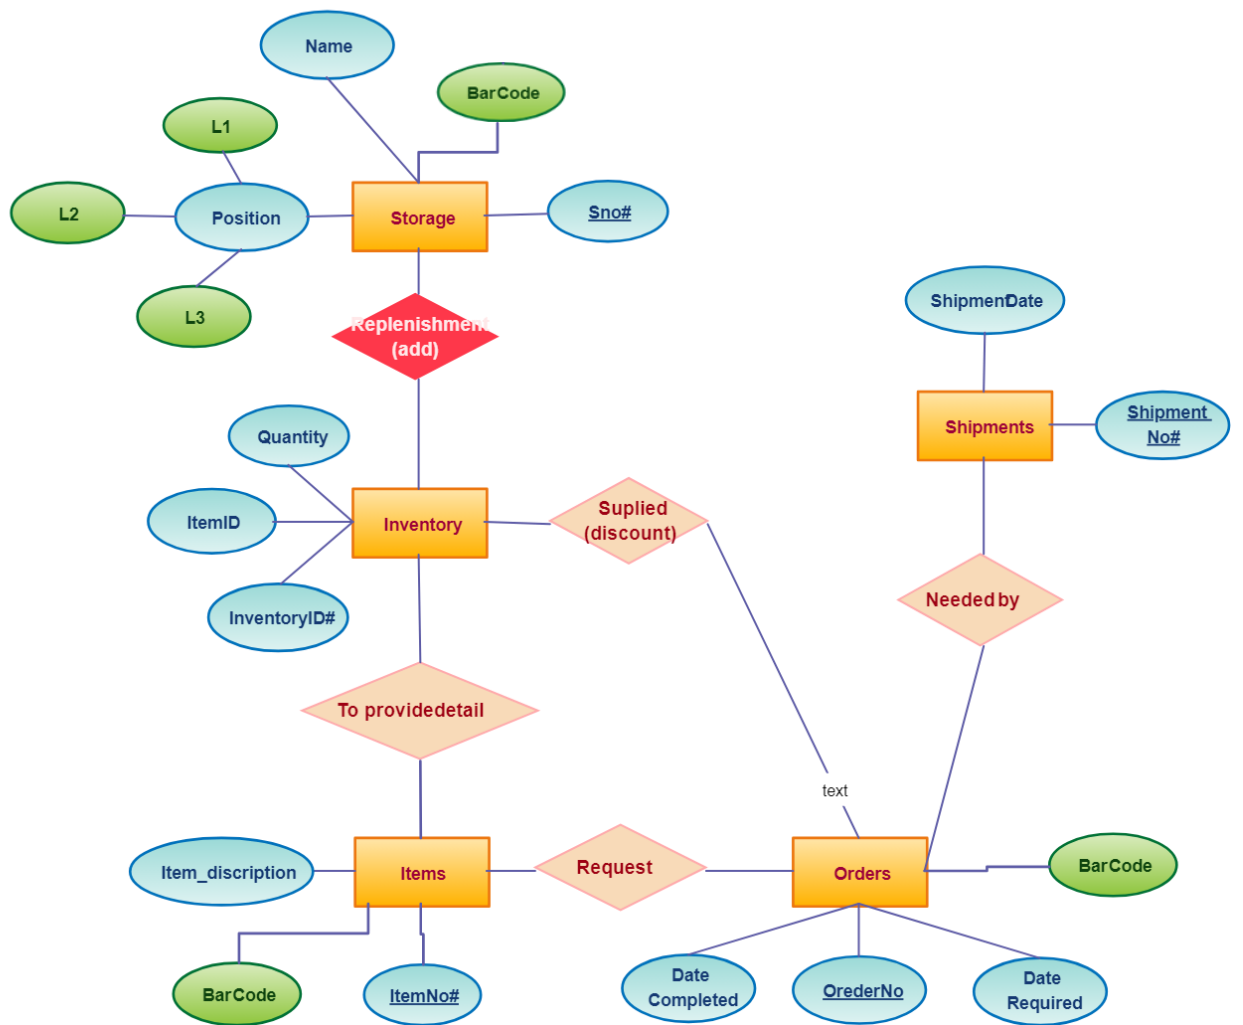 Name
BarCode
L1
L2
Position
Storage
Sno#
L3
ShipmentDate
Replenishment
(add)
Shipments
Shipment
No#
Quantity
ItemID
Inventory
Suplied
(discount)
InventoryID#
Needed by
To providedetail
text
Item_discription
Items
Request
Orders
BarCode
BarCode
ItemNo#
Date
Completed
OrederNo
Date
Required